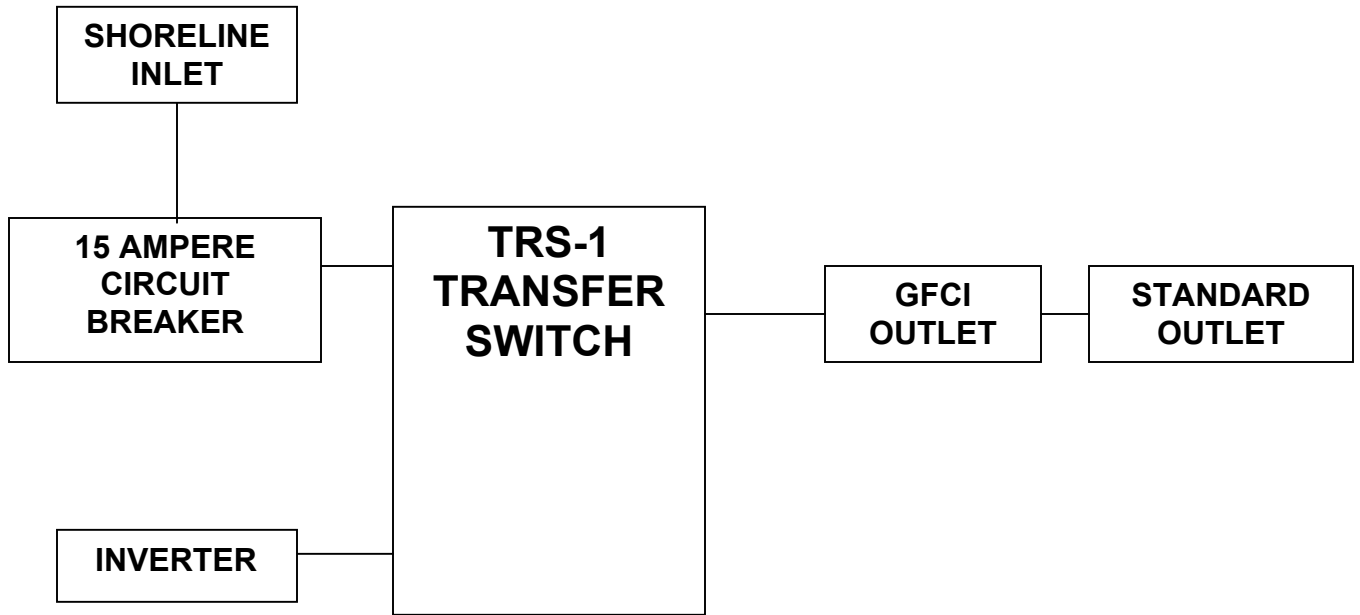 SHORELINE
INLET
15 AMPERE
CIRCUIT
BREAKER
TRS-1
TRANSFER
SWITCH
GFCI
OUTLET
STANDARD
OUTLET
INVERTER